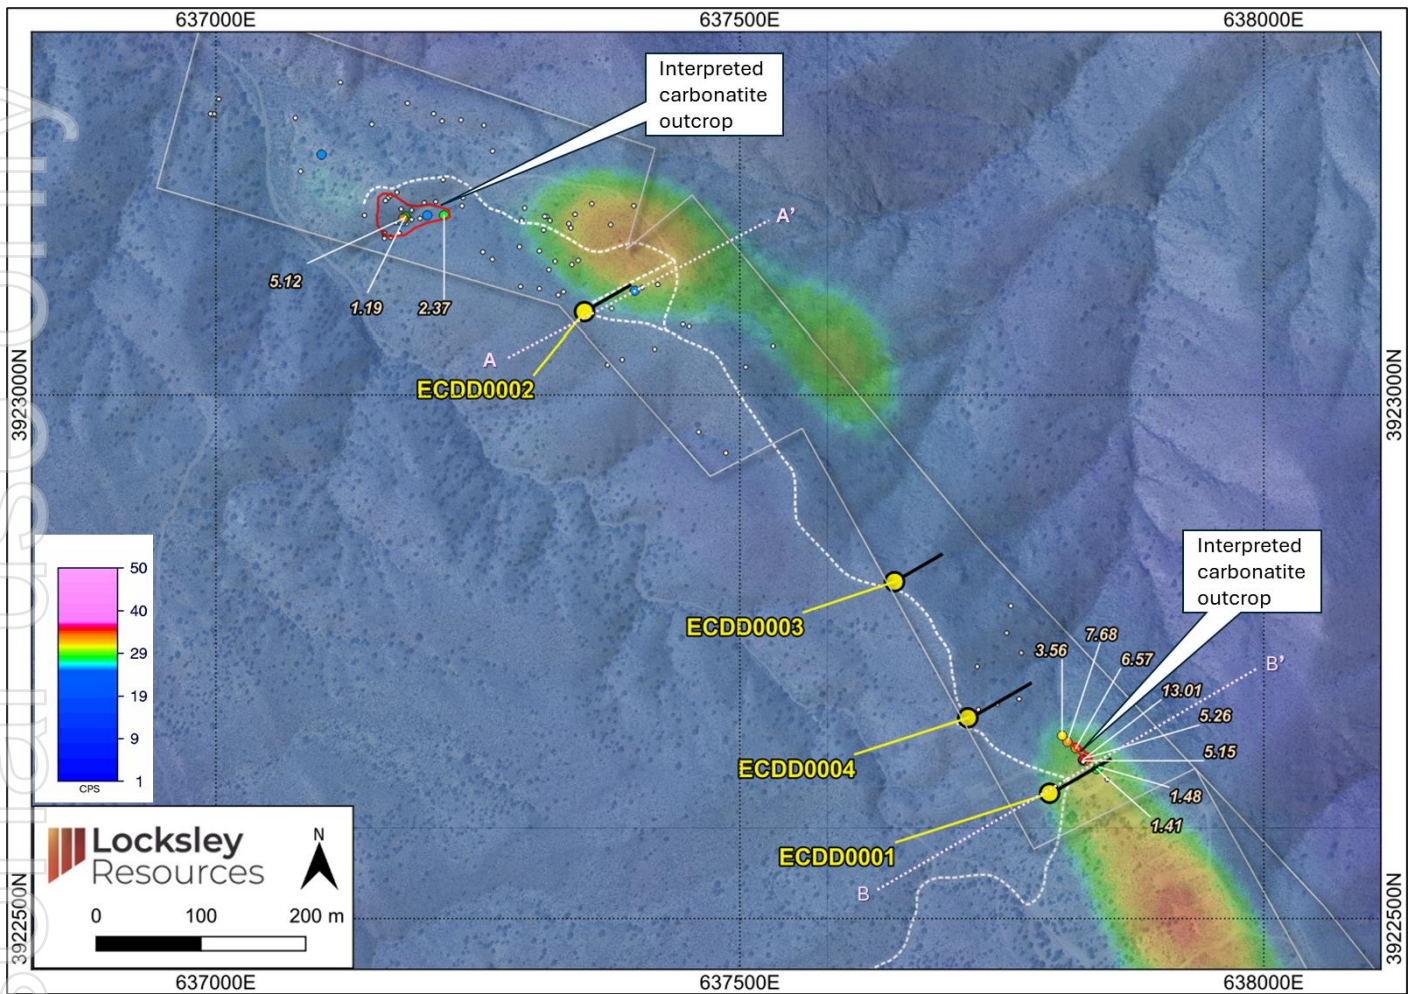 637000E
637500E
638000E
Interpreted
carbonatite
outcrop
A'
5.12
1.19
2.37
A
ECDD0002
3923000N
3923000N
Interpreted
carbonatite
outcrop
50
40
29
19
9
1
CPS
ECDD0003
3.56
7.68
6.57
13.01
5.26
5.15
1.48
1.41
B'
ECDD0004
ECDD0001
B
Locksley
Resources
N
0 100 200 m
3922500N
3922500N
637000E
637500E
638000E